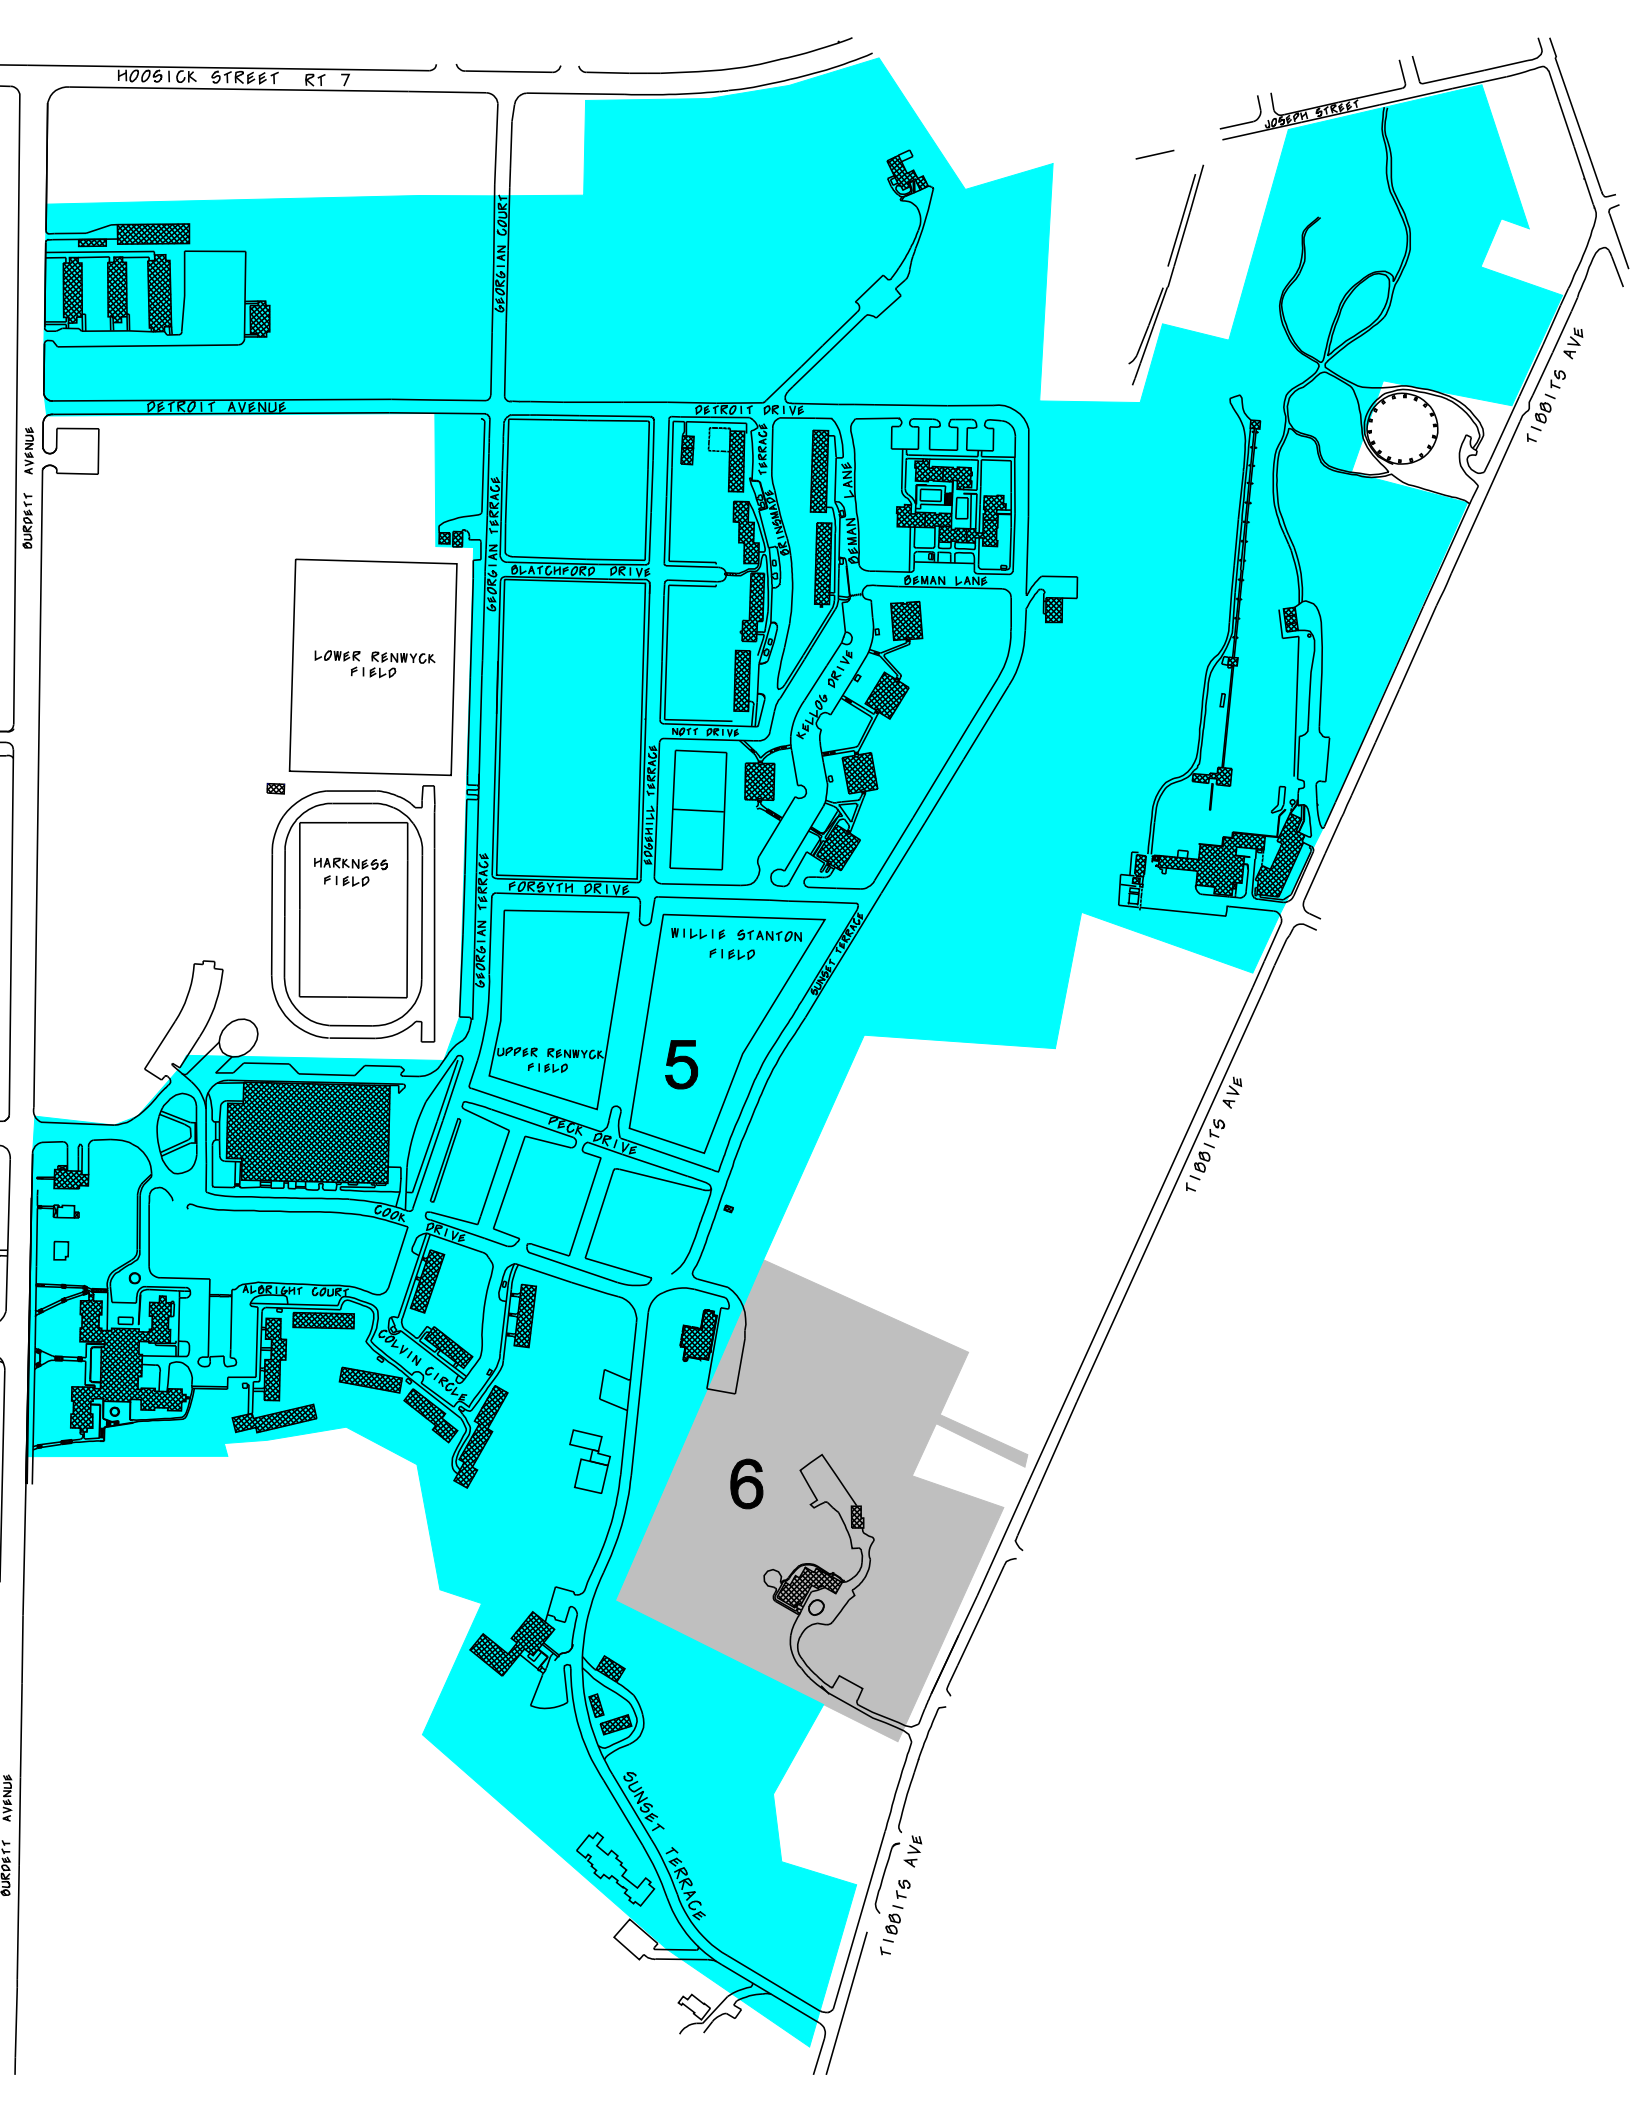 HOOSICK STREET RT 7
JOSEPH STREET
GEORGIAN COURT
TIBBITS AVE
DETROIT AVENUE
DETROIT DRIVE
BURDETT AVENUE
GEORGIAN TERRACE
BRINSMADE TERRACE
BEMAN LANE
BLATCHFORD DRIVE
BEMAN LANE
LOWER RENWYCK
FIELD
KELLOG DRIVE
NOTT DRIVE
EDGEHILL TERRACE
HARKNESS
FIELD
GEORGIAN TERRACE
FORSYTH DRIVE
WILLIE STANTON
FIELD
SUNSET TERRACE
UPPER RENWYCK
FIELD
5
PECK DRIVE
TIBBITS AVE
COOK DRIVE
ALBRIGHT COURT
COLVIN CIRCLE
6
SUNSET TERRACE
BURDETT AVENUE
TIBBITS AVE